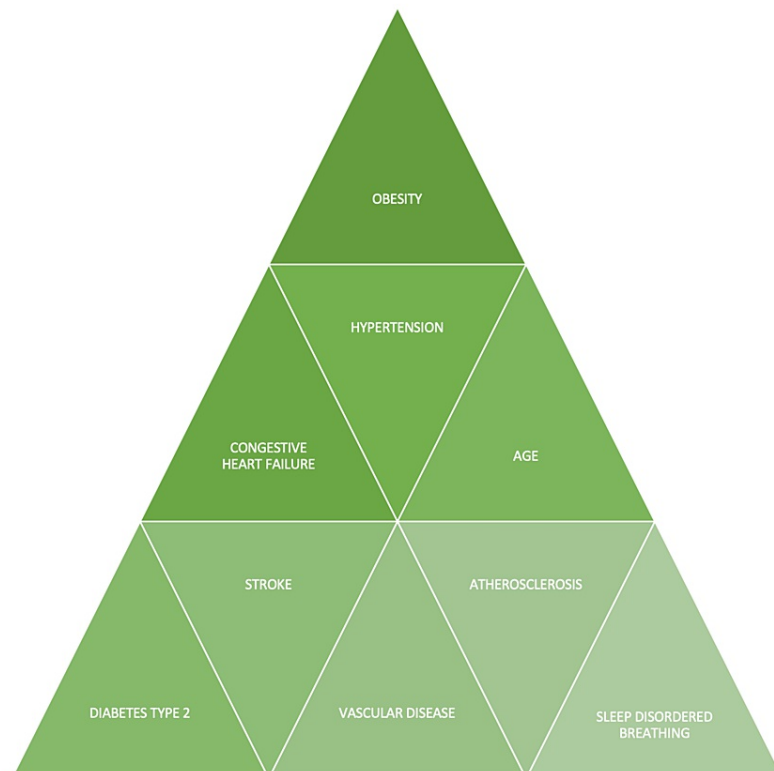 OBESITY
HYPERTENSION
CONGESTIVE
HEART FAILURE
AGE
STROKE
ATHEROSCLEROSIS
DIABETES TYPE 2
VASCULAR DISEASE
SLEEP DISORDERED
BREATHING